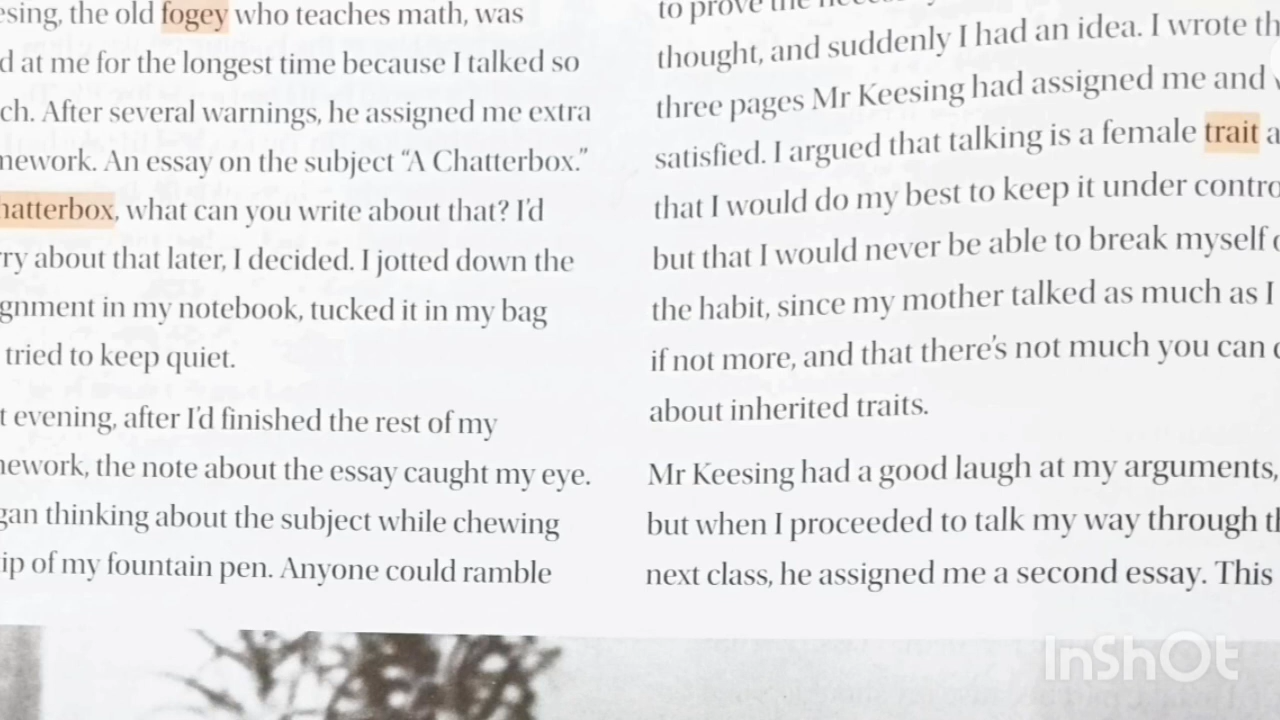 esing, the old fogey who teaches math, was
d at me for the longest time because I talked so
ch. After several warnings, he assigned me extra
mework. An essay on the subject “A Chatterbox.”
hatterbox, what can you write about that? I’d
ry about that later, I decided. I jotted down the
gnment in my notebook, tucked it in my bag
tried to keep quiet.
t evening, after I’d finished the rest of my
nework, the note about the essay caught my eye.
gan thinking about the subject while chewing
ip of my fountain pen. Anyone could ramble
to prove the
thought, and suddenly I had an idea. I wrote th
three pages Mr Keesing had assigned me and
satisfied. I argued that talking is a female trait a
that I would do my best to keep it under contro
but that I would never be able to break myself o
the habit, since my mother talked as much as I
if not more, and that there’s not much you can
about inherited traits.
Mr Keesing had a good laugh at my arguments,
but when I proceeded to talk my way through th
next class, he assigned me a second essay. This
InShOt